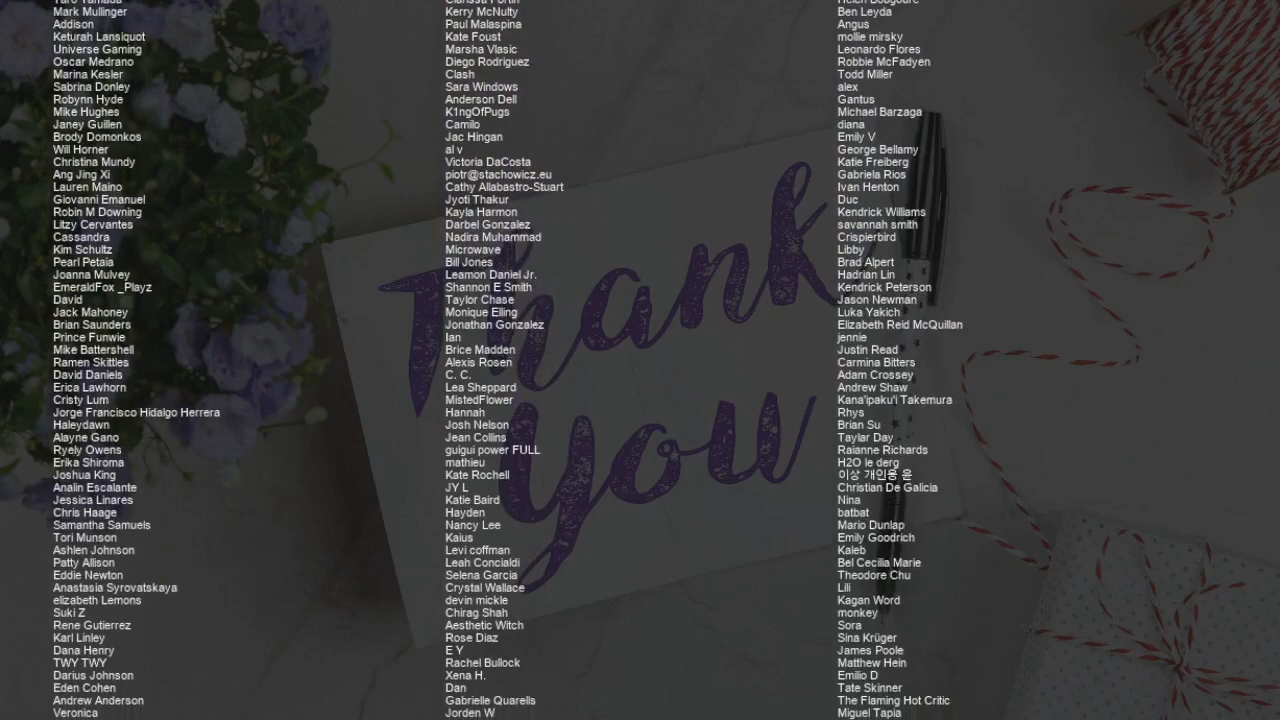 Taro Yamada
Mark Mullinger
Addison
Keturah Lansiquot
Universe Gaming
Oscar Medrano
Marina Kesler
Sabrina Donley
Robynn Hyde
Mike Hughes
Janey Guillen
Brody Domonkos
Will Horner
Christina Mundy
Ang Jing Xi
Lauren Maino
Giovanni Emanuel
Robin M Downing
Litzy Cervantes
Cassandra
Kim Schultz
Pearl Petaia
Joanna Mulvey
EmeraldFox _Playz
David
Jack Mahoney
Brian Saunders
Prince Funwie
Mike Battershell
Ramen Skittles
David Daniels
Erica Lawhorn
Cristy Lum
Jorge Francisco Hidalgo Herrera
Haleydawn
Alayne Gano
Ryely Owens
Erika Shiroma
Joshua King
Analin Escalante
Jessica Linares
Chris Haage
Samantha Samuels
Tori Munson
Ashlen Johnson
Patty Allison
Eddie Newton
Anastasia Syrovatskaya
elizabeth Lemons
Suki Z
Rene Gutierrez
Karl Linley
Dana Henry
TWY TWY
Darius Johnson
Eden Cohen
Andrew Anderson
Veronica
Clarissa Fortin
Kerry McNulty
Paul Malaspina
Kate Foust
Marsha Vlasic
Diego Rodriguez
Clash
Sara Windows
Anderson Dell
K1ngOfPugs
Camilo
Jac Hingan
al v
Victoria DaCosta
piotr@stachowicz.eu
Cathy Allabastro-Stuart
Jyoti Thakur
Kayla Harmon
Darbel Gonzalez
Nadira Muhammad
Microwave
Bill Jones
Leamon Daniel Jr.
Shannon E Smith
Taylor Chase
Monique Elling
Jonathan Gonzalez
Ian
Brice Madden
Alexis Rosen
C. C.
Lea Sheppard
MistedFlower
Hannah
Josh Nelson
Jean Collins
guigui power FULL
mathieu
Kate Rochell
JY L
Katie Baird
Hayden
Nancy Lee
Kaius
Levi coffman
Leah Concialdi
Selena Garcia
Crystal Wallace
devin mickle
Chirag Shah
Aesthetic Witch
Rose Diaz
E Y
Rachel Bullock
Xena H.
Dan
Gabrielle Quarells
Jorden W
Helen Bougoure
Ben Leyda
Angus
mollie mirsky
Leonardo Flores
Robbie McFadyen
Todd Miller
alex
Gantus
Michael Barzaga
diana
Emily V
George Bellamy
Katie Freiberg
Gabriela Rios
Ivan Henton
Duc
Kendrick Williams
savannah smith
Crispierbird
Libby
Brad Alpert
Hadrian Lin
Kendrick Peterson
Jason Newman
Luka Yakich
Elizabeth Reid McQuillan
jennie
Justin Read
Carmina Bitters
Adam Crossey
Andrew Shaw
Kana'ipaku'i Takemura
Rhys
Brian Su
Taylar Day
Raianne Richards
H2O le derg
이상 개인용 옷
Christian De Galicia
Nina
batbat
Mario Dunlap
Emily Goodrich
Kaleb
Bel Cecilia Marie
Theodore Chu
Lili
Kagan Word
monkey
Sora
Sina Krüger
James Poole
Matthew Hein
Emilio D
Tate Skinner
The Flaming Hot Critic
Miguel Tapia
Thank
you